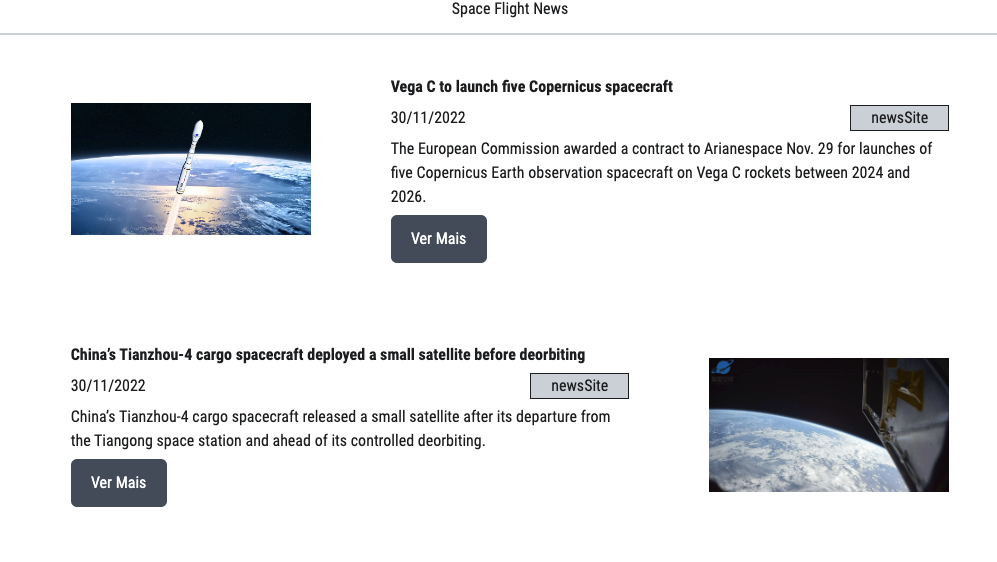 Space Flight News
Vega C to launch five Copernicus spacecraft
30/11/2022
newsSite
The European Commission awarded a contract to Arianespace Nov. 29 for launches of
five Copernicus Earth observation spacecraft on Vega C rockets between 2024 and
2026.
Ver Mais
China’s Tianzhou-4 cargo spacecraft deployed a small satellite before deorbiting
30/11/2022
newsSite
China’s Tianzhou-4 cargo spacecraft released a small satellite after its departure from
the Tiangong space station and ahead of its controlled deorbiting.
Ver Mais